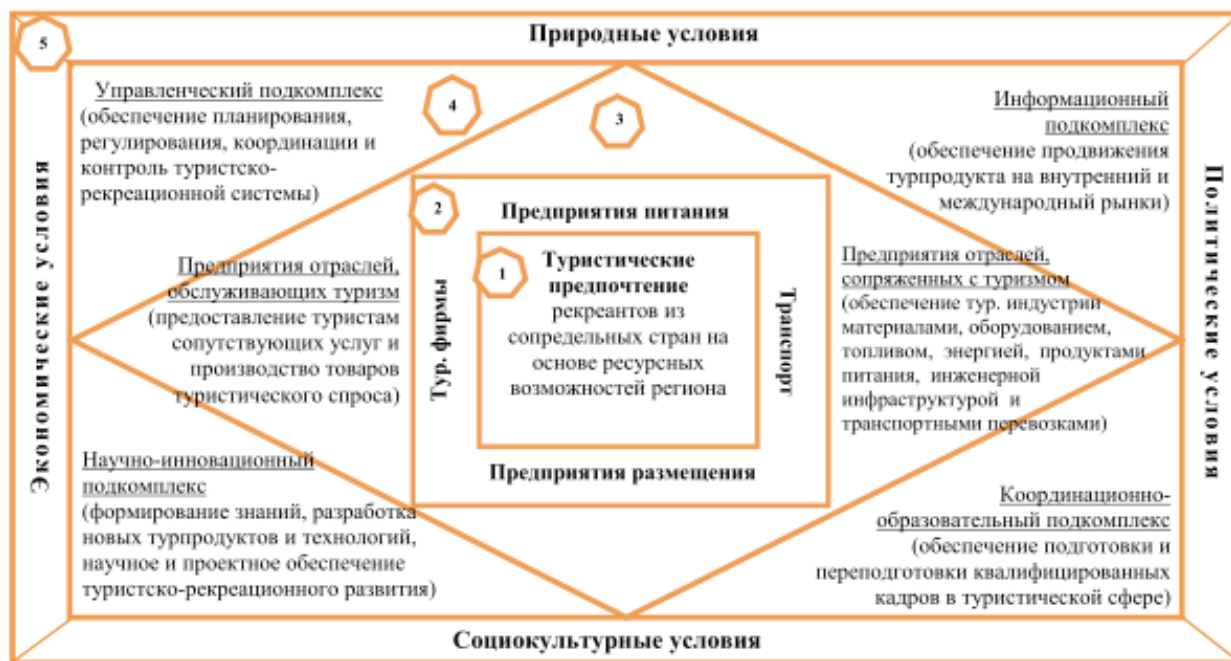 5
Природные условия
Экономические условия
Управленческий подкомплекс
(обеспечение планирования,
регулирования, координации и
контроль туристско-
рекреационной системы)
4
3
Информационный
подкомплекс
(обеспечение продвижения
турпродукта на внутренний и
международный рынки)
Политические условия
2
Предприятия питания
Предприятия отраслей,
обслуживающих туризм
(предоставление туристам
сопутствующих услуг и
производство товаров
туристического спроса)
Тур. фирмы
1
Туристические
предпочтение
рекреантов из
сопредельных стран на
основе ресурсных
возможностей региона
Транспорт
Предприятия отраслей,
сопряженных с туризмом
(обеспечение тур. индустрии
материалами, оборудованием,
топливом, энергией, продуктами
питания, инженерной
инфраструктурой и
транспортными перевозками)
Предприятия размещения
Научно-инновационный
подкомплекс
(формирование знаний, разработка
новых турпродуктов и технологий,
научное и проектное обеспечение
туристско-рекреационного развития)
Координационно-
образовательный подкомплекс
(обеспечение подготовки и
переподготовки квалифицированных
кадров в туристической сфере)
Социокультурные условия